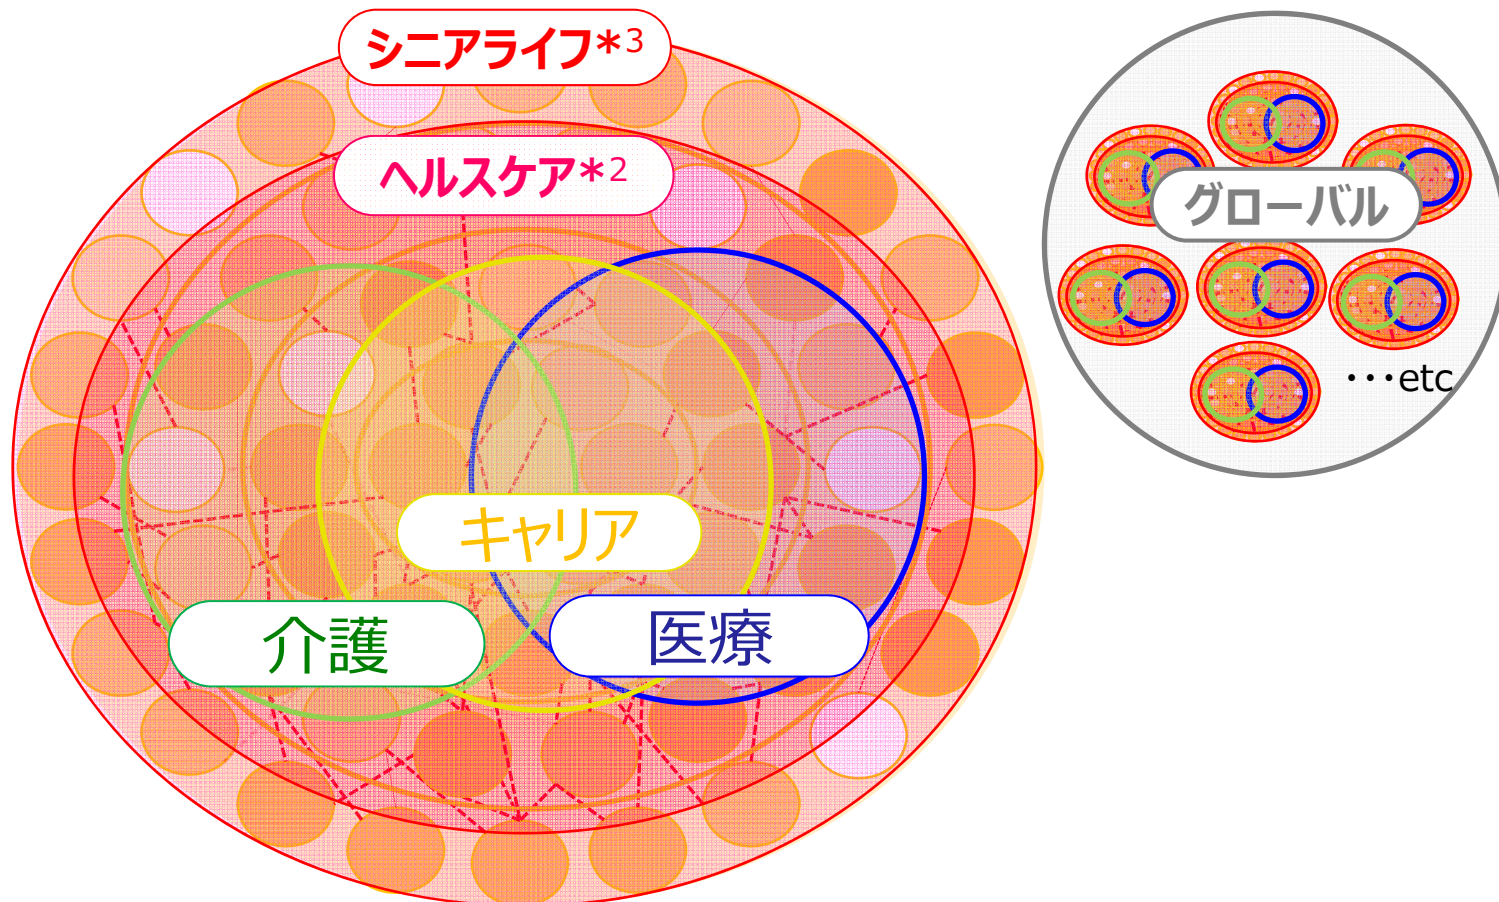 シニアライフ*3
ヘルスケア*2
キャリア
介護
医療
グローバル
・・・etc